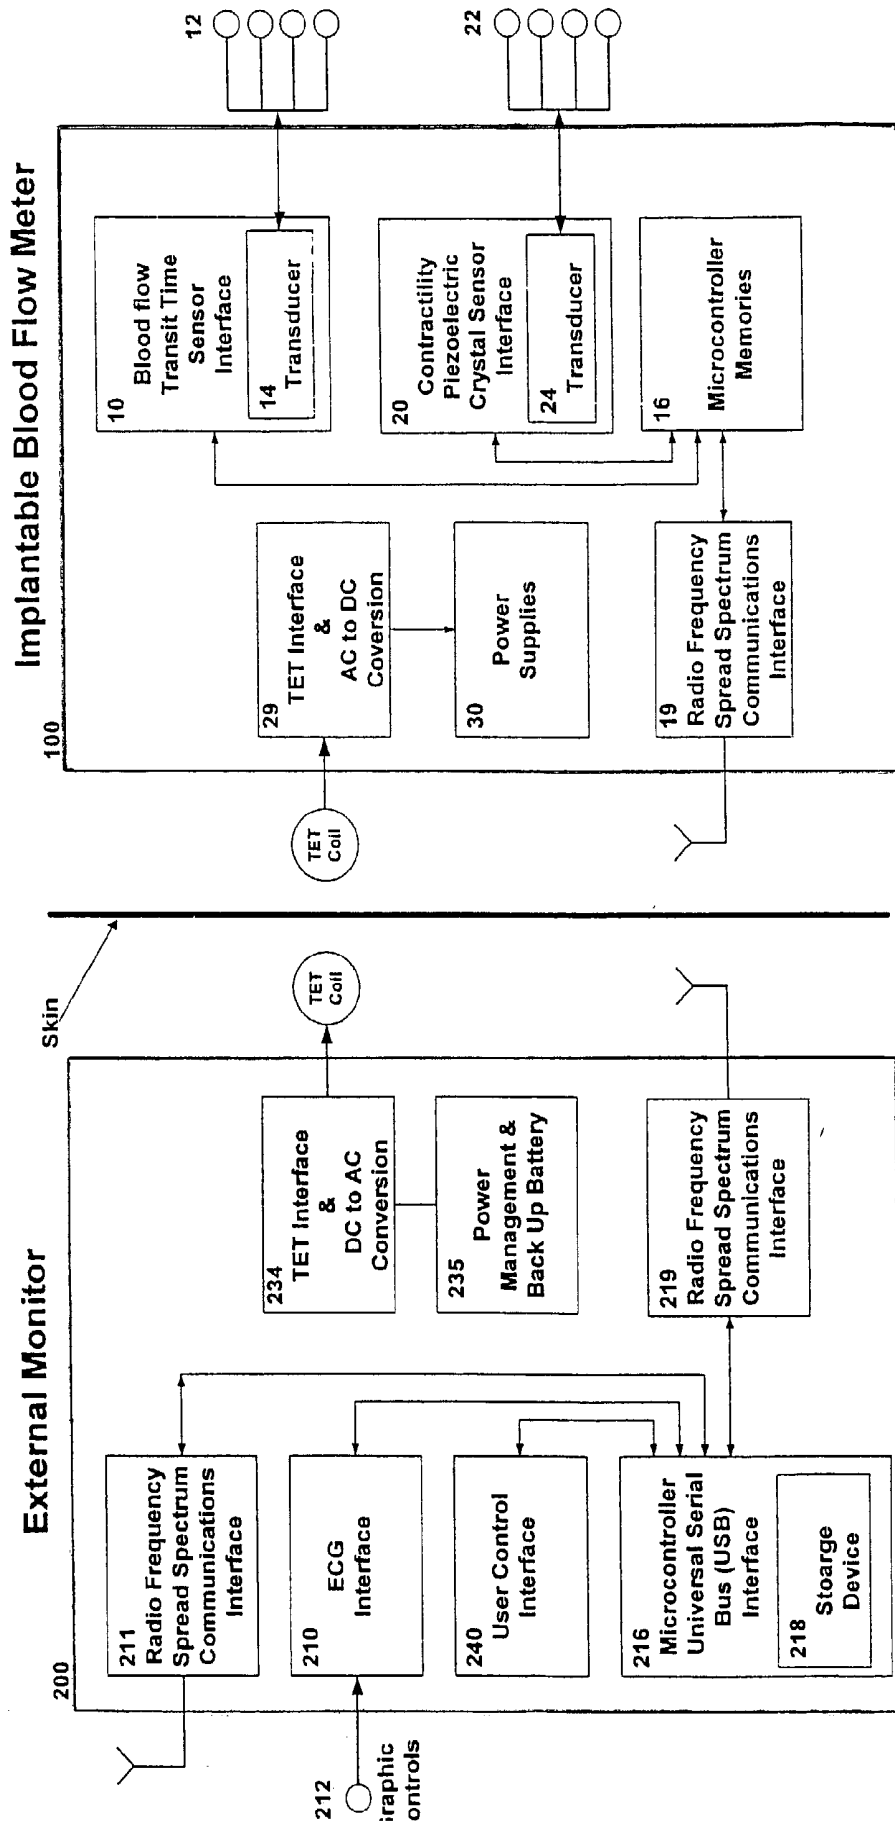 External Monitor
200
211
Radio Frequency
Spread Spectrum
Communications
Interface
210
ECG
Interface
212
Graphic
ontrols
240
User Control
Interface
216
Microcontroller
Universal Serial
Bus (USB)
Interface
218
Stoarge
Device
234
TET Interface
&
DC to AC
Conversion
235
Power
Management &
Back Up Battery
219
Radio Frequency
Spread Spectrum
Communications
Interface
TET
Coil
Skin
Implantable Blood Flow Meter
100
TET
Coil
29
TET Interface
&
AC to DC
Coversion
30
Power
Supplies
19
Radio Frequency
Spread Spectrum
Communications
Interface
10
Blood flow
Transit Time
Sensor
Interface
14
Transducer
20
Contractility
Piezoelectric
Crystal Sensor
Interface
24
Transducer
16
Microcontroller
Memories
12
22